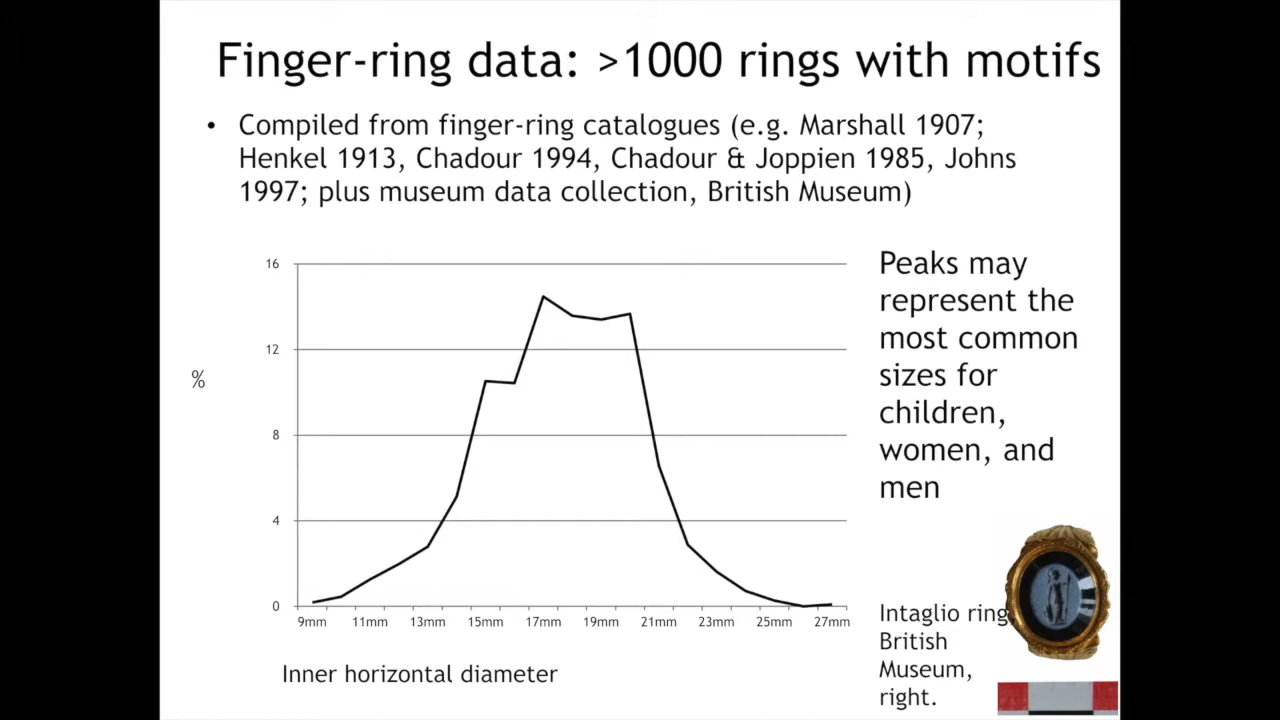 Finger-ring data: >1000 rings with motifs
• Compiled from finger-ring catalogues (e.g. Marshall 1907;
Henkel 1913, Chadour 1994, Chadour & Joppien 1985, Johns
1997; plus museum data collection, British Museum)
16
12
%
8
4
0
9mm 11mm 13mm 15mm 17mm 19mm 21mm 23mm 25mm 27mm
Inner horizontal diameter
Peaks may
represent the
most common
sizes for
children,
women, and
men
Intaglio ring,
British
Museum,
right.